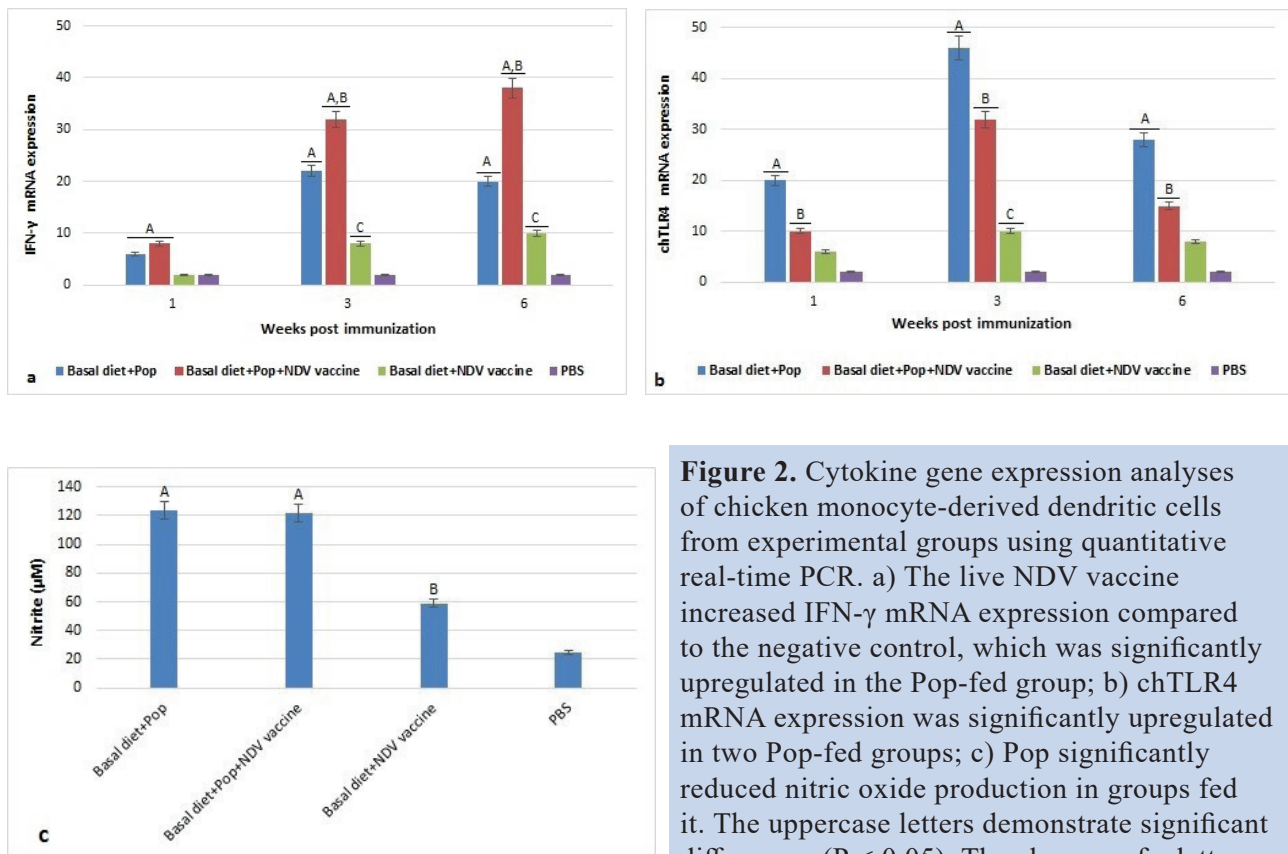 50
40
30
20
10
0
IFN-γ mRNA expression
A
A
A,B
C
A
A,B
C
1
3
6
Weeks post immunization
Basal diet+Pop
Basal diet+Pop+NDV vaccine
Basal diet+NDV vaccine
PBS
a
50
40
30
20
10
0
chTLR4 mRNA expression
A
B
A
B
C
A
B
1
3
6
Weeks post immunization
Basal diet+Pop
Basal diet+Pop+NDV vaccine
Basal diet+NDV vaccine
PBS
b
140
120
100
80
60
40
20
0
Nitrite (µM)
A
A
B
Basal diet+Pop
Basal diet+Pop+NDV vaccine
Basal diet+NDV vaccine
PBS
c
Figure 2. Cytokine gene expression analyses
of chicken monocyte-derived dendritic cells
from experimental groups using quantitative
real-time PCR. a) The live NDV vaccine
increased IFN-γ mRNA expression compared
to the negative control, which was significantly
upregulated in the Pop-fed group; b) chTLR4
mRNA expression was significantly upregulated
in two Pop-fed groups; c) Pop significantly
reduced nitric oxide production in groups fed
it. The uppercase letters demonstrate significant